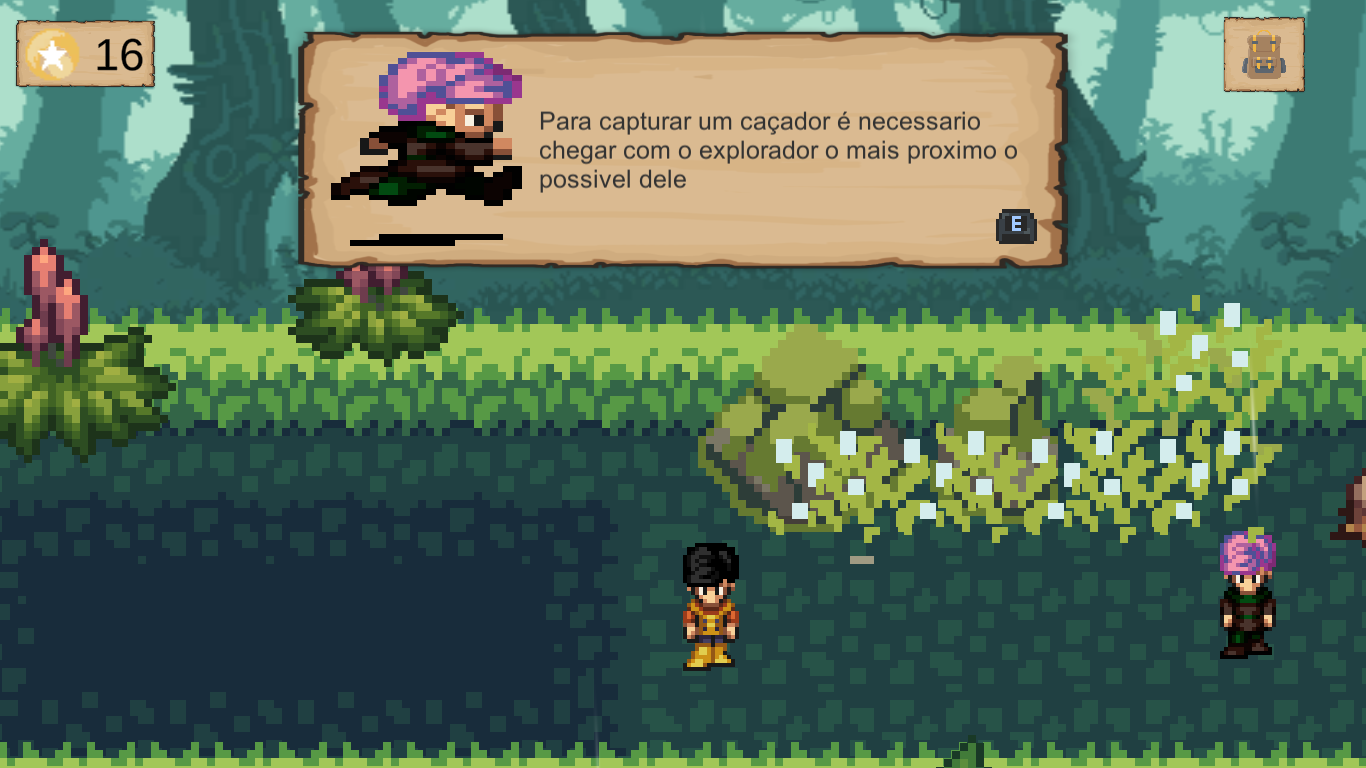 16
Para capturar um caçador é necessario
chegar com o explorador o mais proximo o
possivel dele
E